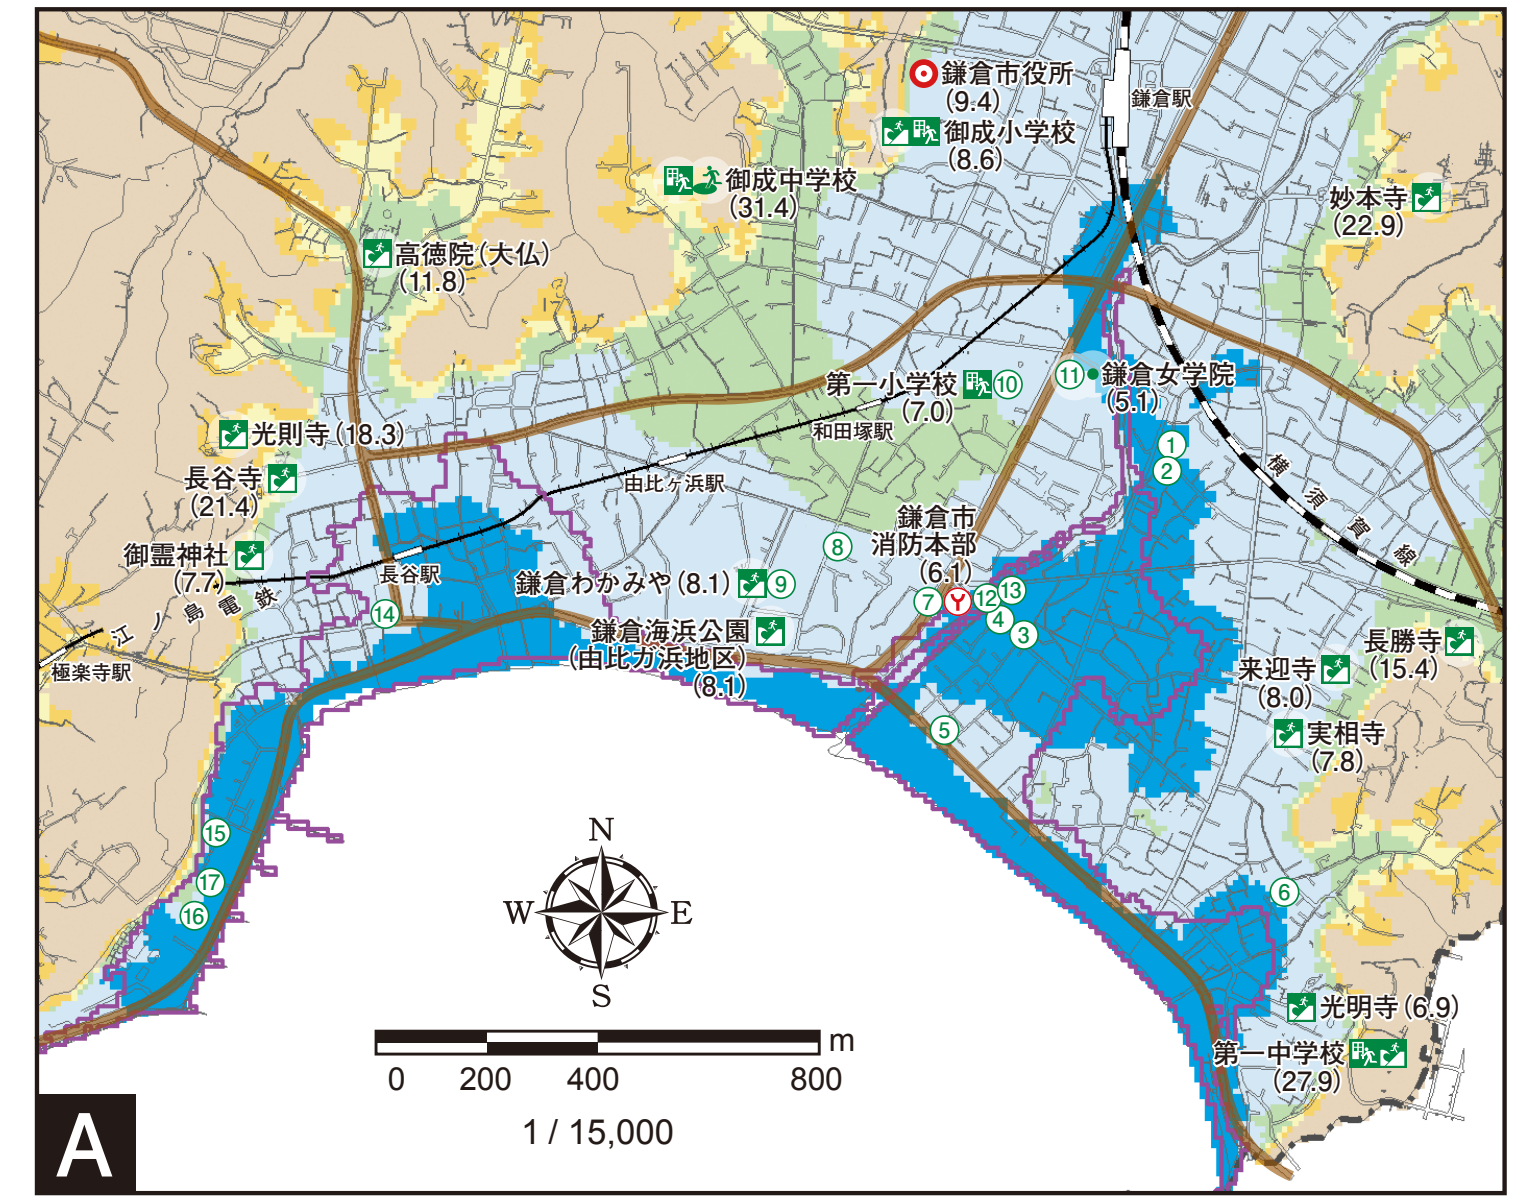 鎌倉市役所
(9.4)
鎌倉駅
御成小学校
(8.6)
御成中学校
(31.4)
妙本寺
(22.9)
高徳院(大仏)
(11.8)
第一小学校
⑩
(7.0)
⑪
鎌倉女学院
(5.1)
和田塚駅
光則寺(18.3)
①
②
横須賀線
長谷寺
(21.4)
由比ヶ浜駅
鎌倉市
消防本部
(6.1)
⑧
御霊神社
(7.7)
長谷駅
鎌倉わかみや(8.1)
⑨
⑦
Y
⑫
⑬
④
③
江ノ島電鉄
⑭
鎌倉海浜公園
(由比ガ浜地区)
(8.1)
長勝寺
(15.4)
来迎寺
(8.0)
極楽寺駅
⑤
実相寺
(7.8)
⑮
⑰
⑯
⑥
N
W
E
S
光明寺(6.9)
第一中学校
(27.9)
m
0 200 400 800
1 / 15,000
A